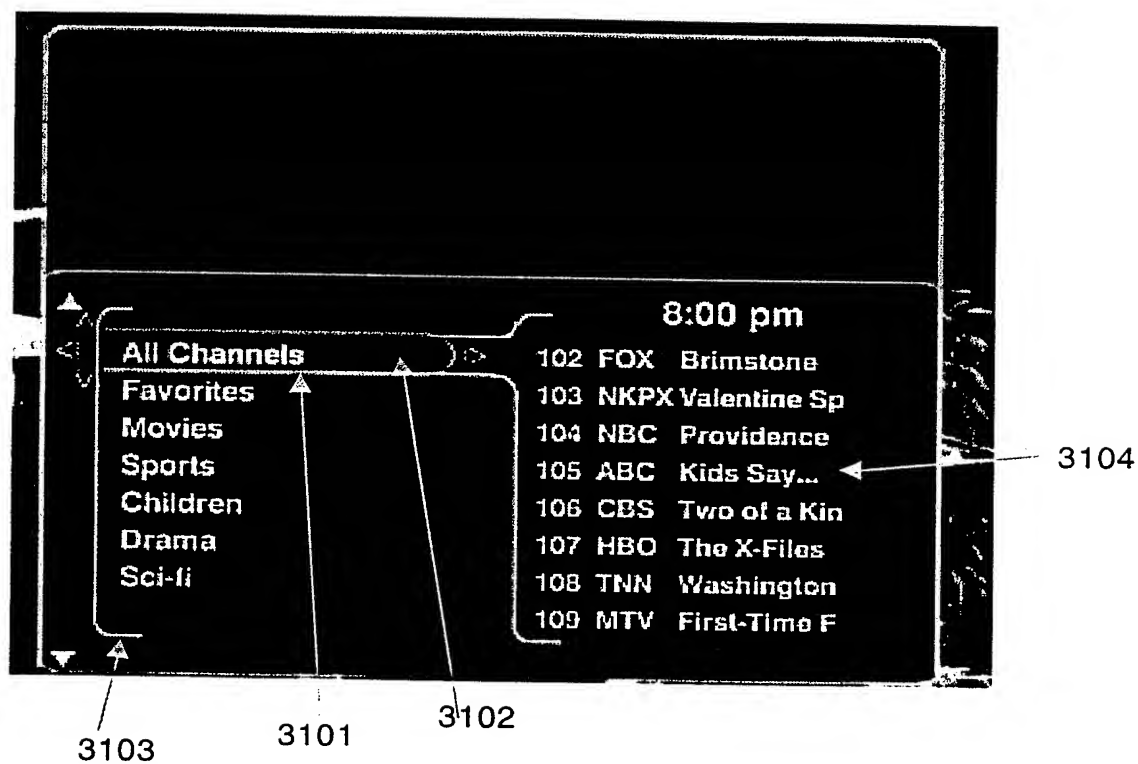 8:00 pm
All Channels
Favorites
Movies
Sports
Children
Drama
Sci-fi
102 FOX Brimstone
103 NKPX Valentine Sp
104 NBC Providence
105 ABC Kids Say...
106 CBS Two of a Kin
107 HBO The X-Files
108 TNN Washington
109 MTV First-Time F
3104
3103
3101
3102